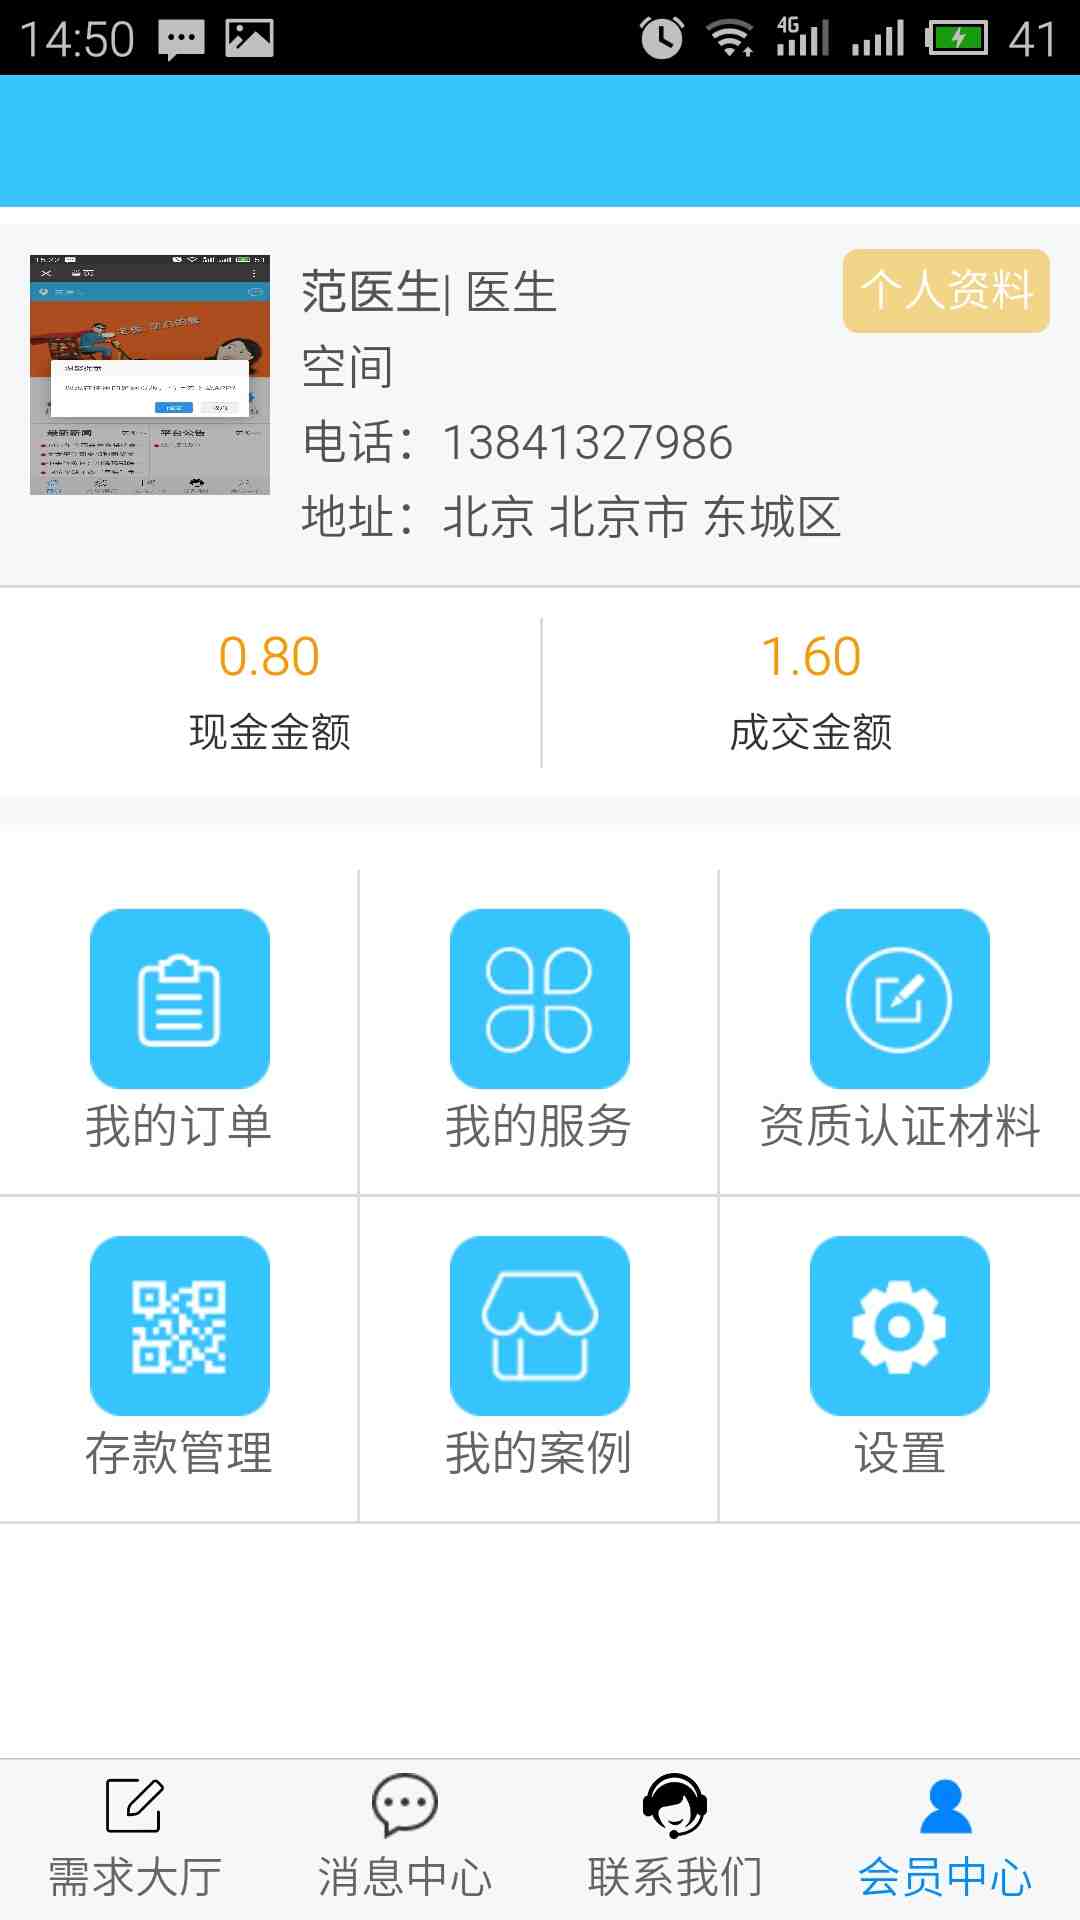 14:50
4G
41
范医生| 医生
个人资料
空间
电话：13841327986
地址：北京 北京市 东城区
0.80
1.60
现金金额
成交金额
我的订单
我的服务
资质认证材料
存款管理
我的案例
设置
需求大厅
消息中心
联系我们
会员中心